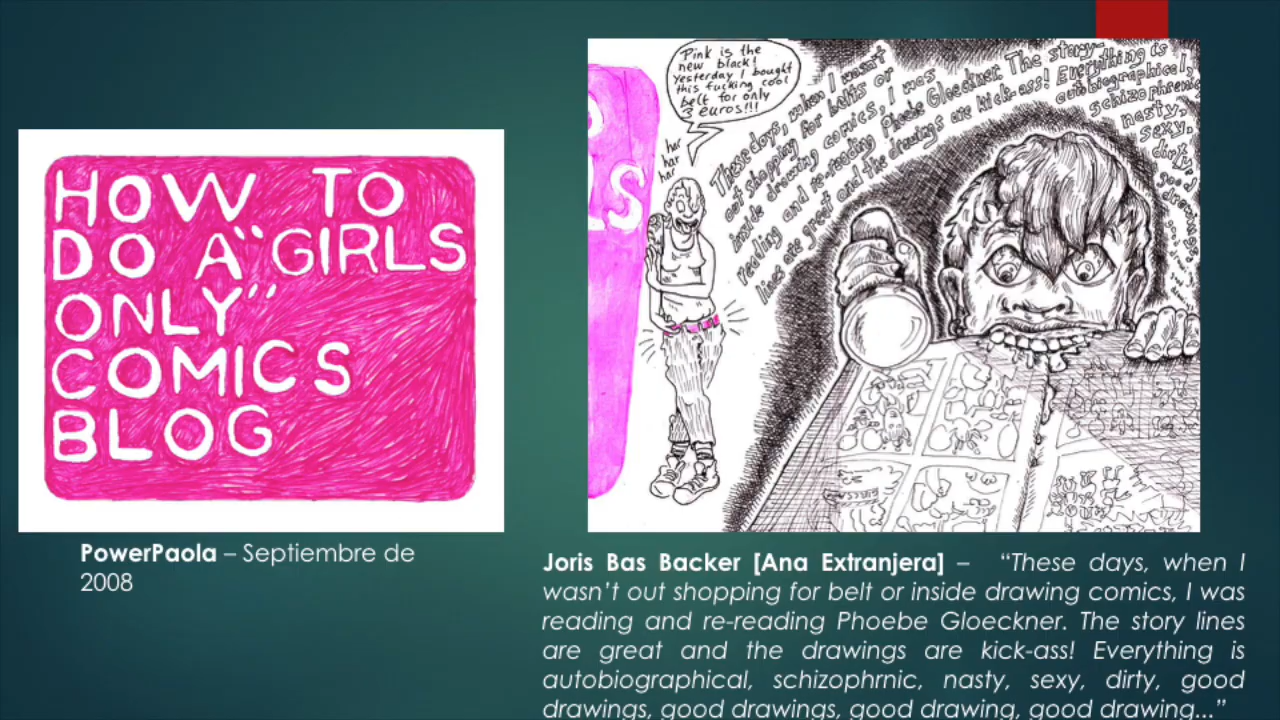 HOW TO
DO A "GIRLS
ONLY"
COMICS
BLOG
PowerPaola – Septiembre de
2008
Pink is the
new black!
Yesterday I bought
this fucking cool
belt for only
3 euros!!!
har
har
har
LS
These days, when I wasn't
out shopping for belts or
inside drawing comics, I was
reading and re-reading Phoebe Gloeckner. The story-
lines are great and the drawings are kick-ass! Everything is
autobiographical,
schizophrenic
nasty,
sexy,
dirty,
good
drawings,
Joris Bas Backer [Ana Extranjera] – “These days, when I
wasn’t out shopping for belt or inside drawing comics, I was
reading and re-reading Phoebe Gloeckner. The story lines
are great and the drawings are kick-ass! Everything is
autobiographical, schizophrnic, nasty, sexy, dirty, good
drawings, good drawings, good drawing, good drawing...”